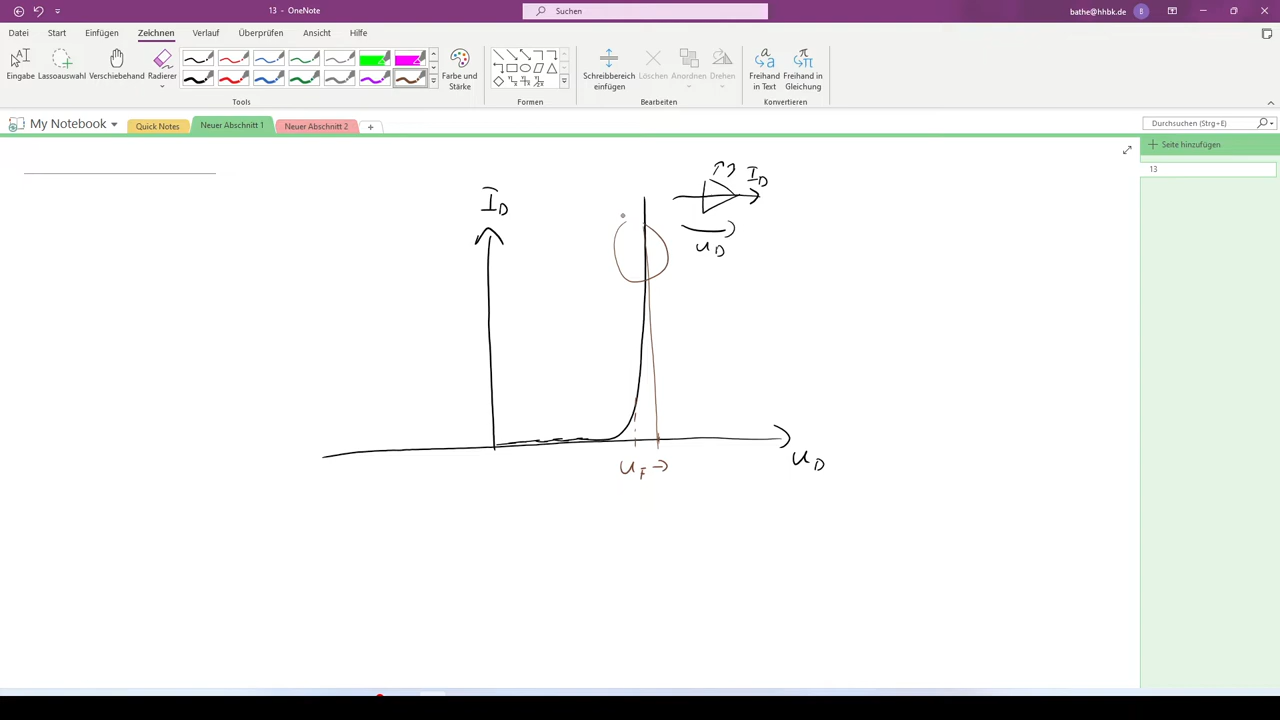 13 - OneNote
Suchen
bathe@hhbk.de
B
Datei
Start
Einfügen
Zeichnen
Verlauf
Überprüfen
Ansicht
Hilfe
Eingabe
Lassoauswahl
Verschiebehand
Radierer
Farbe und Stärke
Schreibbereich einfügen
Löschen
Anordnen
Drehen
Freihand in Text
Freihand in Gleichung
Tools
Formen
Bearbeiten
Konvertieren
My Notebook
Quick Notes
Neuer Abschnitt 1
Neuer Abschnitt 2
Durchsuchen (Strg+E)
Seite hinzufügen
13
I_D
I_D
u_D
u_F →
u_D